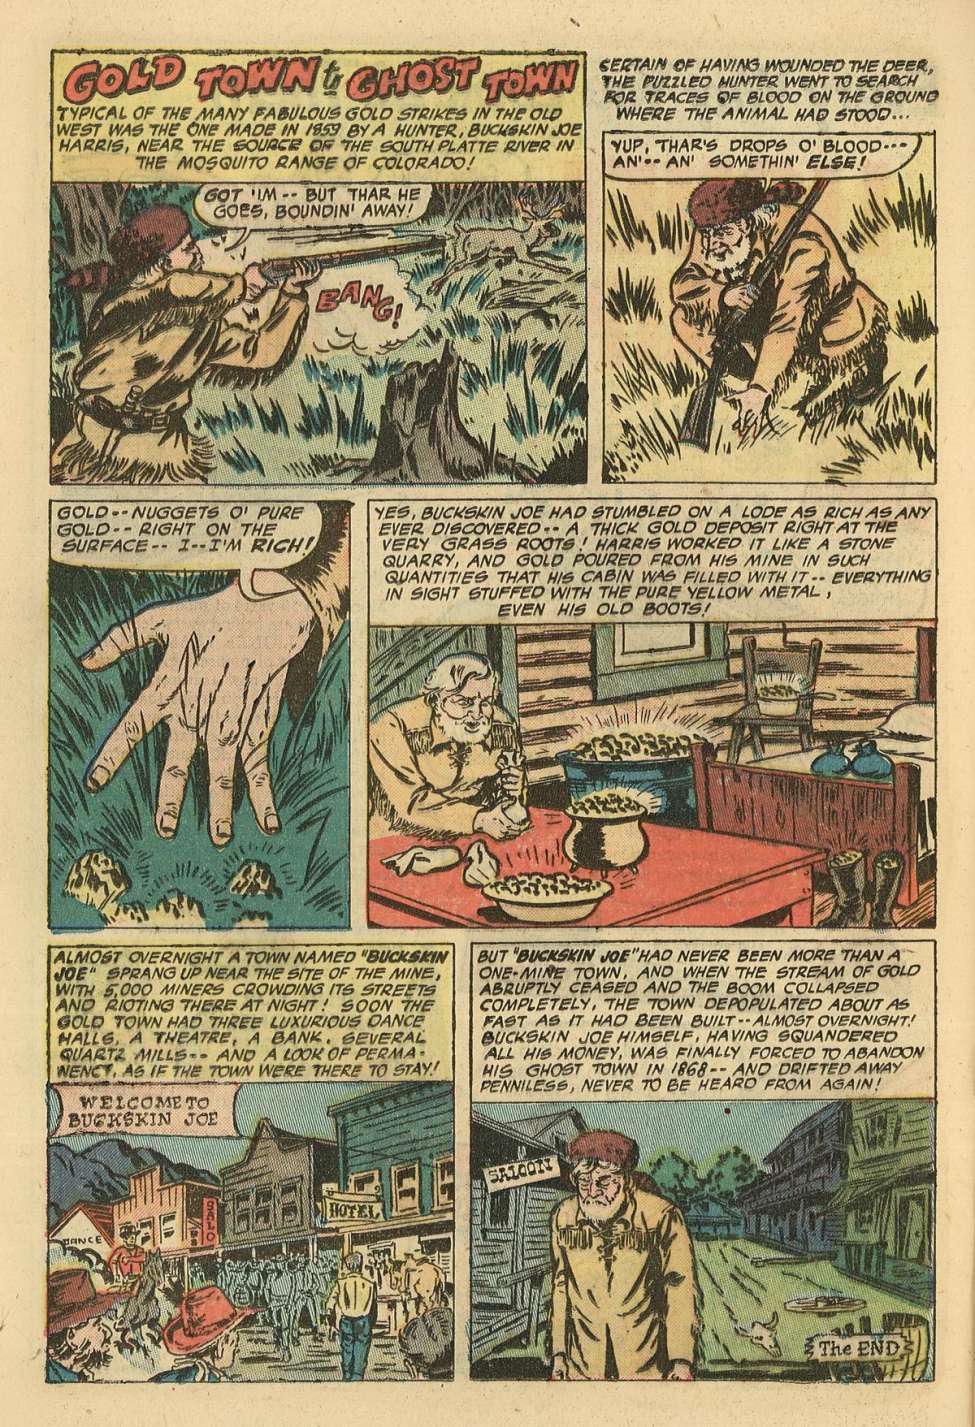 GOLD TOWN to GHOST TOWN
TYPICAL OF THE MANY FABULOUS GOLD STRIKES IN THE OLD
WEST WAS THE ONE MADE IN 1859 BY A HUNTER, BUCKSKIN JOE
HARRIS, NEAR THE SOURCE OF THE SOUTH PLATTE RIVER IN
THE MOSQUITO RANGE OF COLORADO!
GOT 'IM-- BUT THAR HE
GOES, BOUNDIN' AWAY!
BANG!
CERTAIN OF HAVING WOUNDED THE DEER,
THE PUZZLED HUNTER WENT TO SEARCH
FOR TRACES OF BLOOD ON THE GROUND
WHERE THE ANIMAL HAD STOOD...
YUP, THAR'S DROPS O' BLOOD---
AN'-- AN' SOMETHIN' ELSE!
GOLD--NUGGETS O' PURE
GOLD-- RIGHT ON THE
SURFACE-- I--I'M RICH!
YES, BUCKSKIN JOE HAD STUMBLED ON A LODE AS RICH AS ANY
EVER DISCOVERED-- A THICK GOLD DEPOSIT RIGHT AT THE
VERY GRASS ROOTS! HARRIS WORKED IT LIKE A STONE
QUARRY, AND GOLD POURED FROM HIS MINE IN SUCH
QUANTITIES THAT HIS CABIN WAS FILLED WITH IT-- EVERYTHING
IN SIGHT STUFFED WITH THE PURE YELLOW METAL,
EVEN HIS OLD BOOTS!
ALMOST OVERNIGHT A TOWN NAMED "BUCKSKIN
JOE" SPRANG UP NEAR THE SITE OF THE MINE,
WITH 5,000 MINERS CROWDING ITS STREETS
AND RIOTING THERE AT NIGHT! SOON THE
GOLD TOWN HAD THREE LUXURIOUS DANCE
HALLS, A THEATRE, A BANK, SEVERAL
QUARTZ MILLS-- AND A LOOK OF PERMA-
NENCY, AS IF THE TOWN WERE THERE TO STAY!
WELCOME TO
BUCKSKIN JOE
DANCE
SALO
HOTEL
BUT "BUCKSKIN JOE" HAD NEVER BEEN MORE THAN A
ONE-MINE TOWN, AND WHEN THE STREAM OF GOLD
ABRUPTLY CEASED AND THE BOOM COLLAPSED
COMPLETELY, THE TOWN DEPOPULATED ABOUT AS
FAST AS IT HAD BEEN BUILT--ALMOST OVERNIGHT!
BUCKSKIN JOE HIMSELF, HAVING SQUANDERED
ALL HIS MONEY, WAS FINALLY FORCED TO ABANDON
HIS GHOST TOWN IN 1868-- AND DRIFTED AWAY
PENNILESS, NEVER TO BE HEARD FROM AGAIN!
SALOON
The END